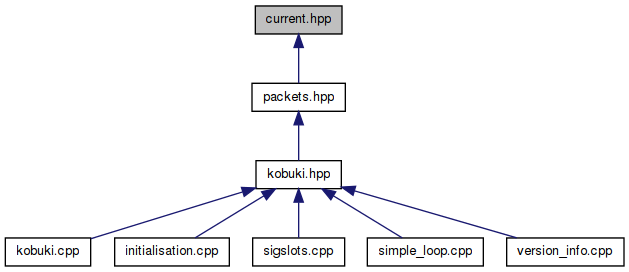 current.hpp
packets.hpp
kobuki.hpp
kobuki.cpp initialisation.cpp sigslots.cpp simple_loop.cpp version_info.cpp